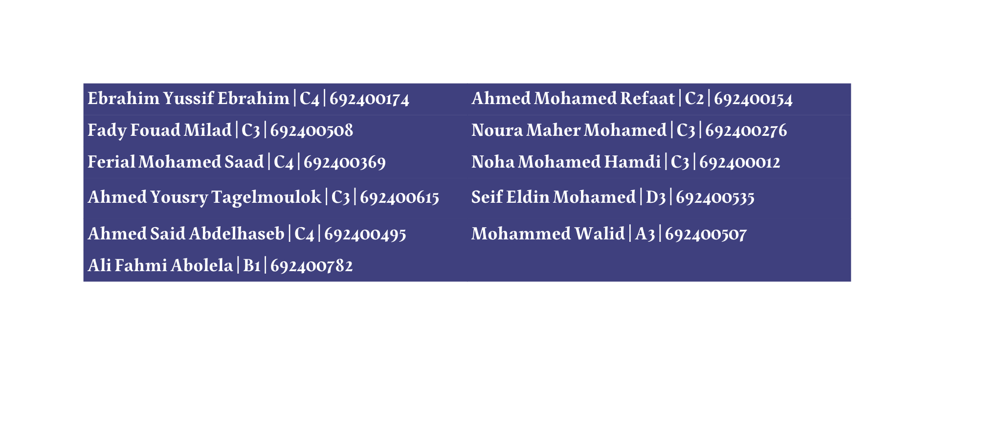 Ebrahim Yussif Ebrahim | C4 | 692400174
Ahmed Mohamed Refaat | C2 | 692400154
Fady Fouad Milad | C3 | 692400508
Noura Maher Mohamed | C3 | 692400276
Ferial Mohamed Saad | C4 | 692400369
Noha Mohamed Hamdi | C3 | 692400012
Ahmed Yousry Tagelmoulok | C3 | 692400615
Seif Eldin Mohamed | D3 | 692400535
Ahmed Said Abdelhaseb | C4 | 692400495
Mohammed Walid | A3 | 692400507
Ali Fahmi Abolela | B1 | 692400782